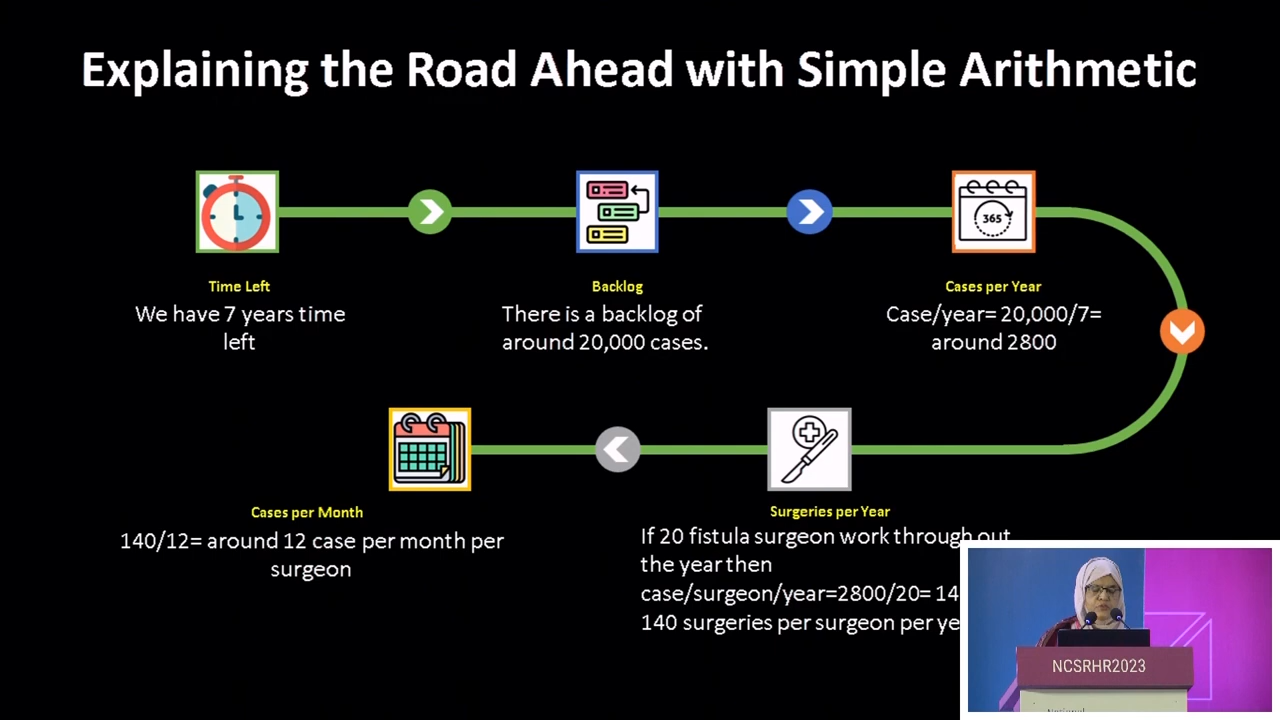 Explaining the Road Ahead with Simple Arithmetic
365
Time Left
We have 7 years time
left
Backlog
There is a backlog of
around 20,000 cases.
Cases per Year
Case/year= 20,000/7=
around 2800
Surgeries per Year
If 20 fistula surgeon work through out
the year then
case/surgeon/year=2800/20= 14
140 surgeries per surgeon per ye
Cases per Month
140/12= around 12 case per month per
surgeon
NCSRHR2023
National